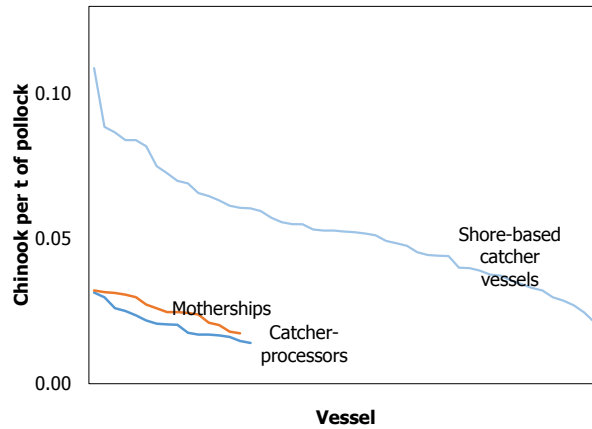 Chinook per t of pollock
0.10
0.05
0.00
Shore-based
catcher
vessels
Motherships
Catcher-
processors
Vessel